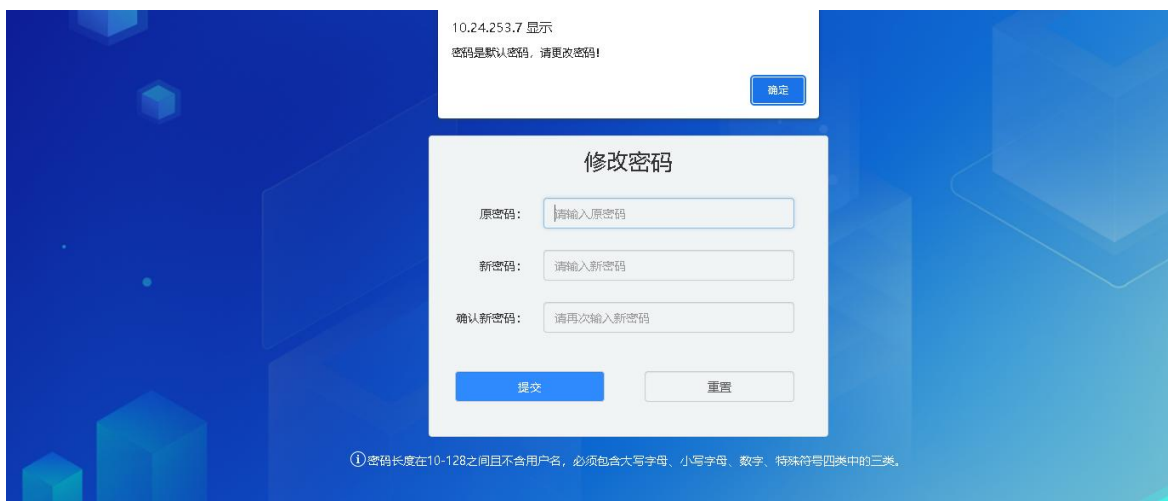 10.24.253.7 显示
密码是默认密码，请更改密码!
确定
修改密码
原密码：
请输入原密码
新密码：
请输入新密码
确认新密码：
请再次输入新密码
提交
重置
密码长度在10-128之间且不含用户名，必须包含大写字母、小写字母、数字、特殊符号四类中的三类。